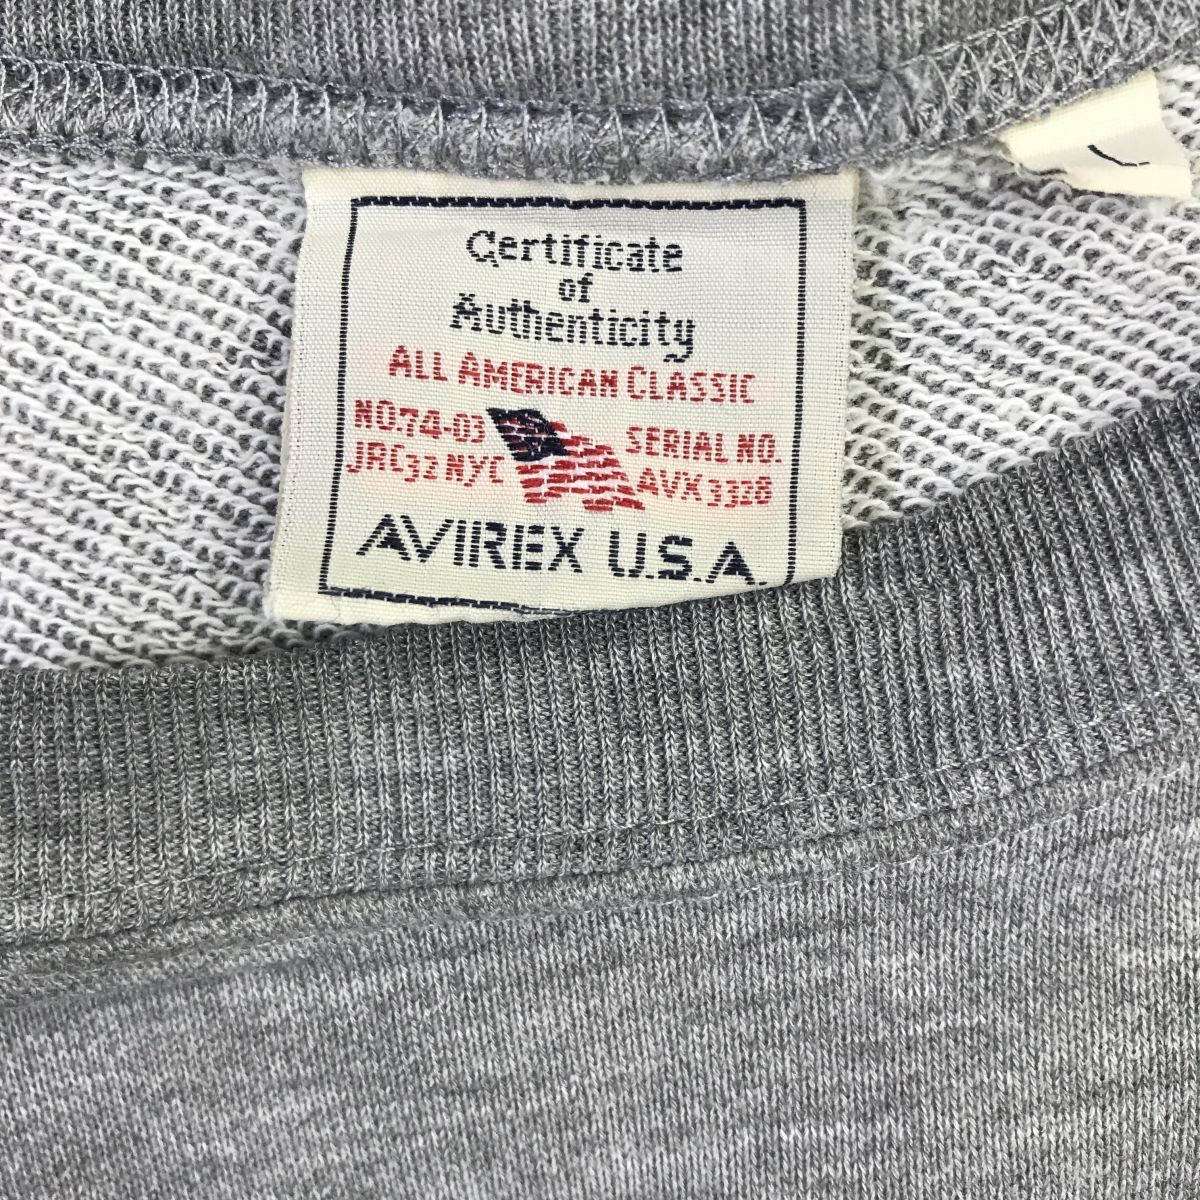 Certificate
of
Authenticity
ALL AMERICAN CLASSIC
NO.74-03 SERIAL NO.
JRC32 NYC AVX3328
AVIREX U.S.A.